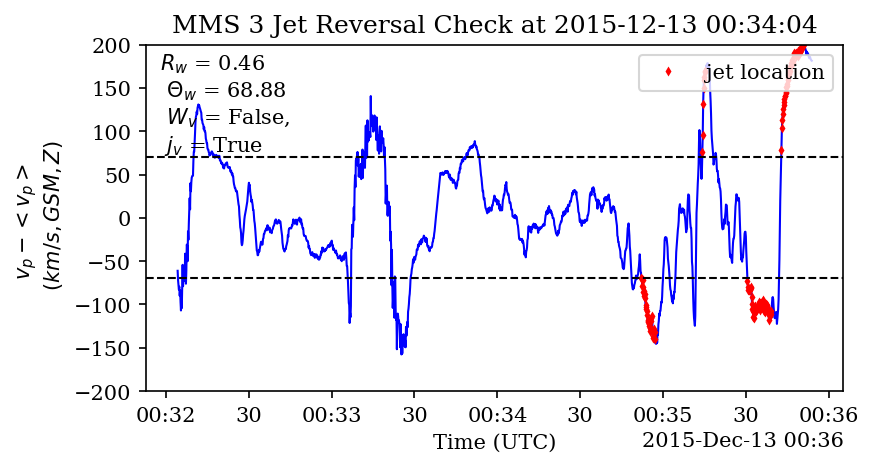 MMS 3 Jet Reversal Check at 2015-12-13 00:34:04
R_w = 0.46
Θ_w = 68.88
W_v = False,
j_v = True
jet location
v_p − < v_p >
(km/s, GSM, Z)
200
150
100
50
0
−50
−100
−150
−200
00:32 30 00:33 30 00:34 30 00:35 30 00:36
Time (UTC)
2015-Dec-13 00:36